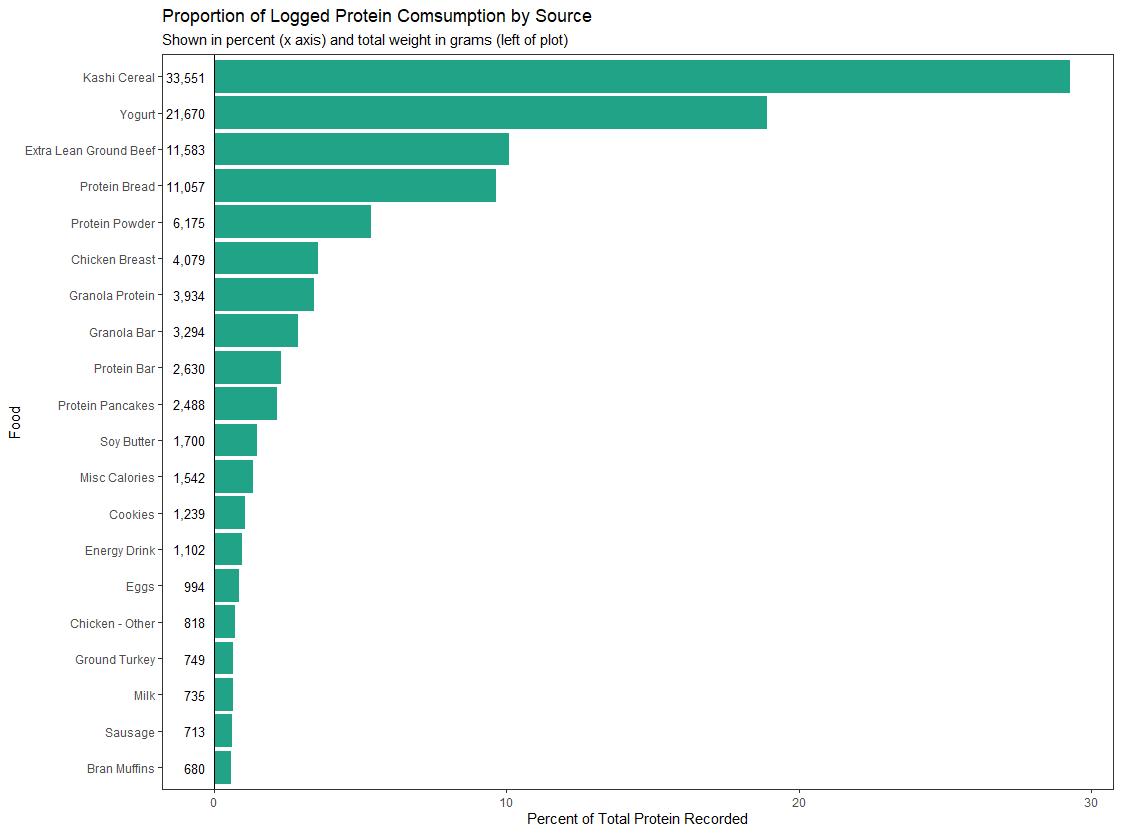 Proportion of Logged Protein Comsumption by Source
Shown in percent (x axis) and total weight in grams (left of plot)
Kashi Cereal 33,551
Yogurt 21,670
Extra Lean Ground Beef 11,583
Protein Bread 11,057
Protein Powder 6,175
Chicken Breast 4,079
Granola Protein 3,934
Granola Bar 3,294
Protein Bar 2,630
Protein Pancakes 2,488
Food
Soy Butter 1,700
Misc Calories 1,542
Cookies 1,239
Energy Drink 1,102
Eggs 994
Chicken - Other 818
Ground Turkey 749
Milk 735
Sausage 713
Bran Muffins 680
0 10 20 30
Percent of Total Protein Recorded